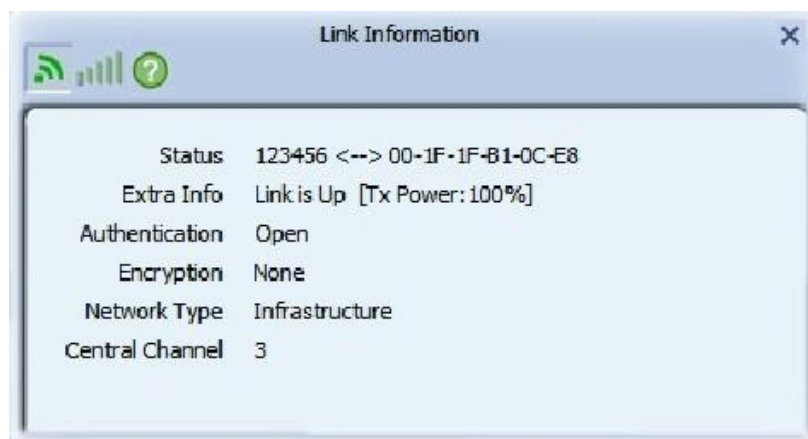 Link Information
Status 123456 <--> 00-1F-1F-B1-0C-E8
Extra Info Link is Up [Tx Power:100%]
Authentication Open
Encryption None
Network Type Infrastructure
Central Channel 3